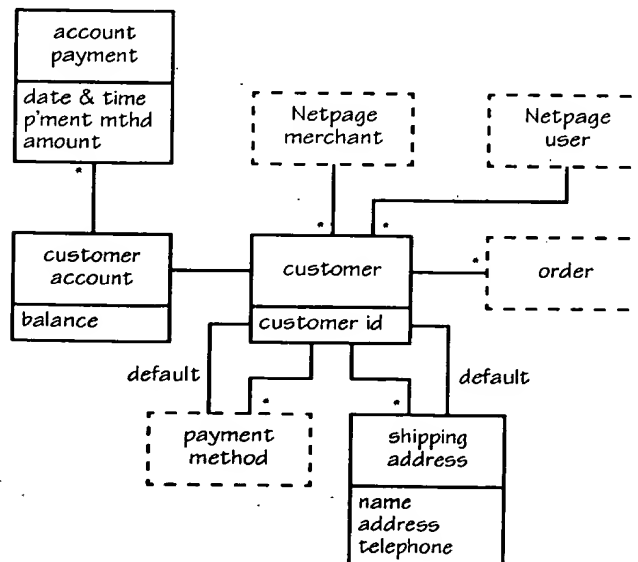 account
payment
date & time
p'ment mthd
amount
*
Netpage
merchant
*
Netpage
user
*
customer
account
balance
customer
customer id
*
order
default
*
payment
method
default
*
shipping
address
name
address
telephone